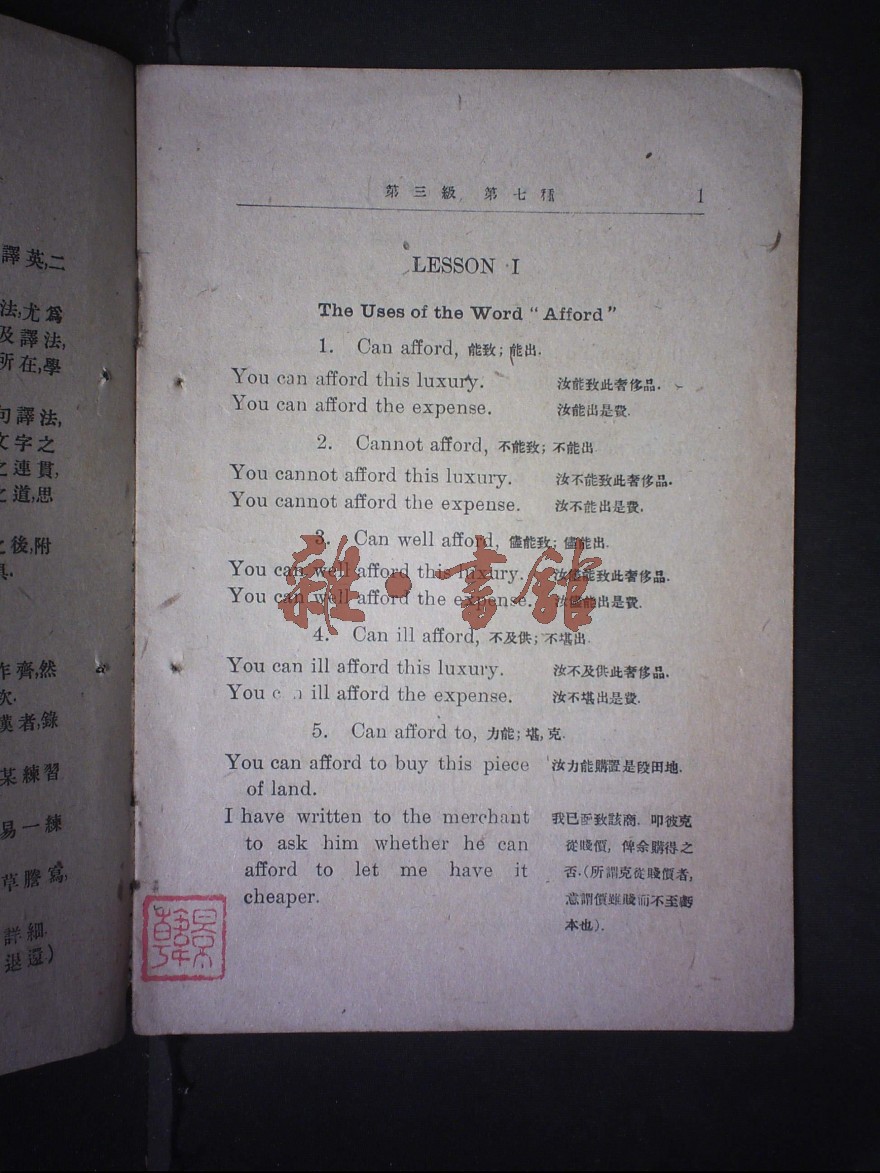 譯英,二
法,尤爲
及譯法,
所在,學
句譯法,
文字之
之連貫,
之道,思
之後,附
具.
作齊,然
次.
漢者,錄
某練習
易一練
草謄寫,
詳細.
退還)
第三級 第七種 1
LESSON I
The Uses of the Word "Afford"
1. Can afford, 能致; 能出.
You can afford this luxury. 汝能致此奢侈品.
You can afford the expense. 汝能出是費.
2. Cannot afford, 不能致; 不能出
You cannot afford this luxury. 汝不能致此奢侈品.
You cannot afford the expense. 汝不能出是費.
3. Can well afford, 儘能致; 儘能出.
You can well afford this luxury. 汝儘能致此奢侈品.
You can well afford the expense. 汝儘能出是費.
4. Can ill afford, 不及供; 不堪出.
You can ill afford this luxury. 汝不及供此奢侈品.
You ill afford the expense. 汝不堪出是費.
5. Can afford to, 力能; 堪, 克.
You can afford to buy this piece 汝力能購置是段田地.
of land.
I have written to the merchant 我已函致該商. 叩彼克
to ask him whether he can 從賤價, 俾余購得之
afford to let me have it 否.(所謂克從賤價者,
cheaper. 意謂價雖賤而不至虧
本也).
雜·書館